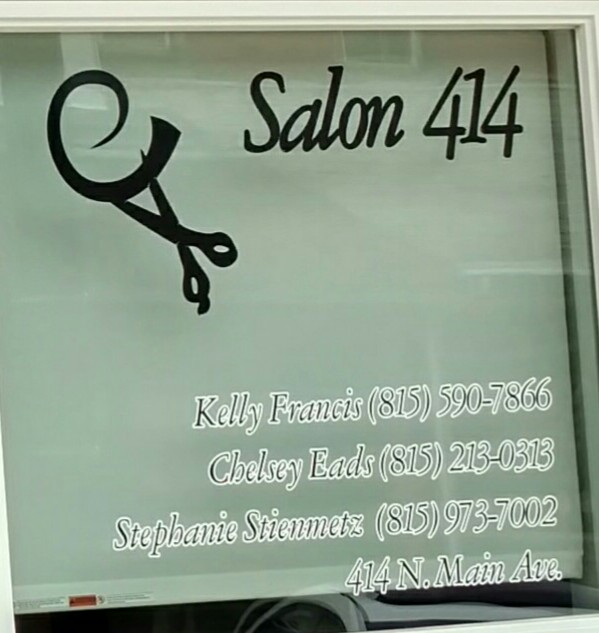 Salon 414
Kelly Francis (815) 590-7866
Chelsey Eads (815) 213-0313
Stephanie Stienmetz (815) 973-7002
414 N. Main Ave.